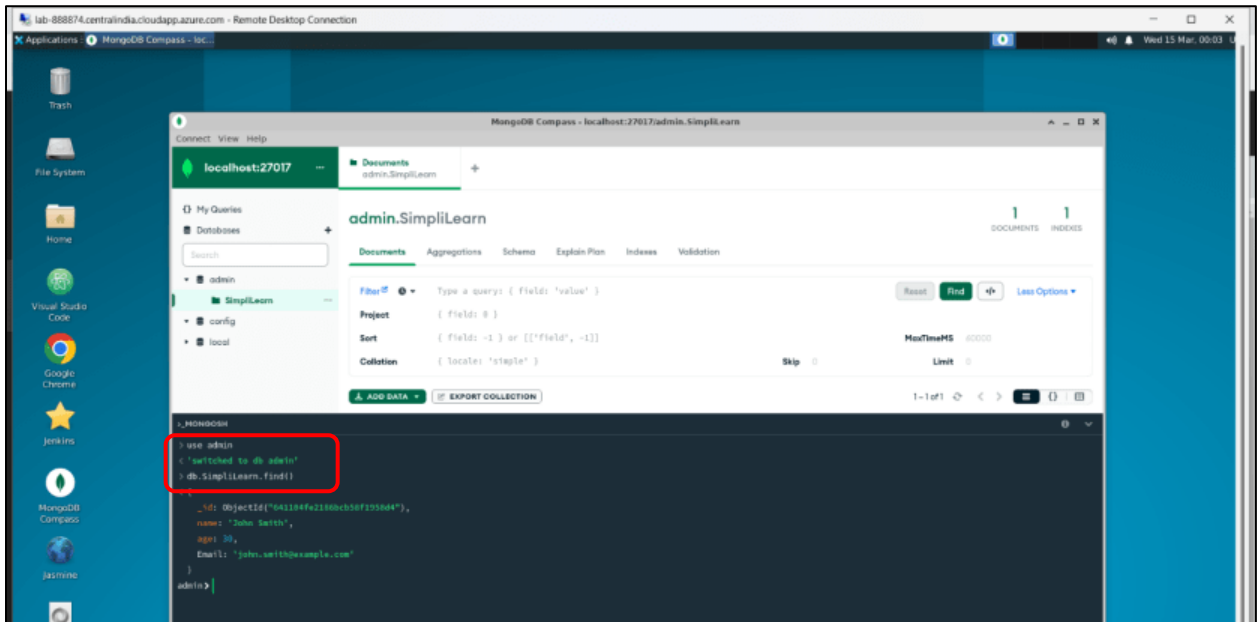 lab-888874.centralindia.cloudapp.azure.com - Remote Desktop Connection
Applications : MongoDB Compass - loc...
Wed 15 Mar, 00:03 U
Trash
File System
Home
Visual Studio
Code
Google
Chrome
Jenkins
MongoDB
Compass
Jasmine
MongoDB Compass - localhost:27017/admin.SimpliLearn
Connect View Help
localhost:27017 ...
Documents
admin.SimpliLearn
+
{} My Queries
Databases +
Search
admin
SimpliLearn ...
config
local
admin.SimpliLearn
1 1
DOCUMENTS INDEXES
Documents Aggregations Schema Explain Plan Indexes Validation
Filter Type a query: { field: 'value' } Reset Find </> Less Options
Project { field: 0 }
Sort { field: -1 } or [['field', -1]] MaxTimeMS 60000
Collation { locale: 'simple' } Skip 0 Limit 0
ADD DATA EXPORT COLLECTION 1-1 of 1 < > {}
>_MONGOSH
> use admin
< 'switched to db admin'
> db.SimpliLearn.find()
< {
name: 'John Smith',
age: 30,
Email: 'john.smith@example.com'
}
admin>